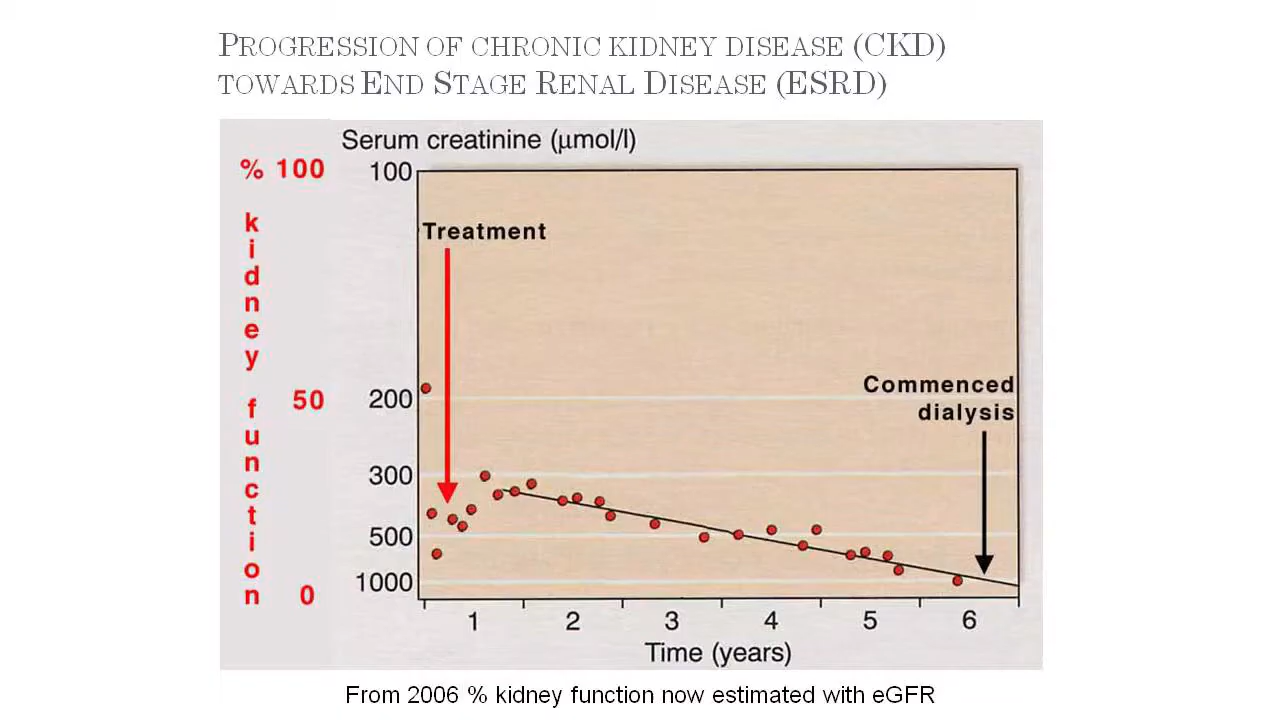 PROGRESSION OF CHRONIC KIDNEY DISEASE (CKD)
TOWARDS END STAGE RENAL DISEASE (ESRD)
Serum creatinine (μmol/l)
% 100
kidney function
50
0
100
200
300
500
1000
Treatment
Commenced
dialysis
1 2 3 4 5 6
Time (years)
From 2006 % kidney function now estimated with eGFR